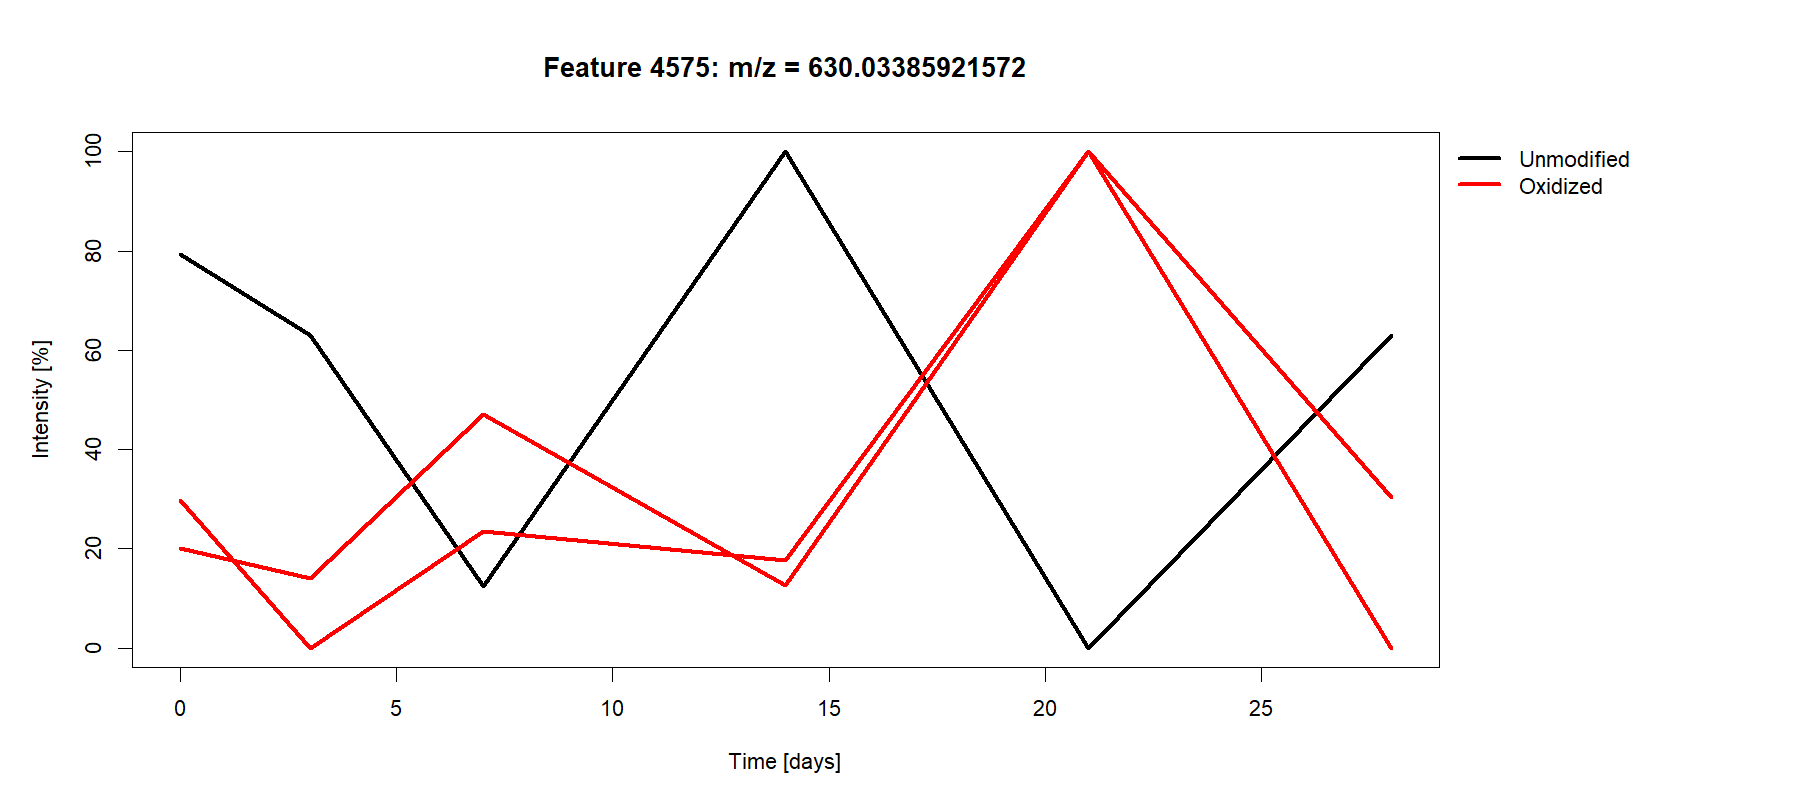 Feature 4575: m/z = 630.03385921572
Unmodified
Oxidized
Intensity [%]
100
80
60
40
20
0
0 5 10 15 20 25
Time [days]